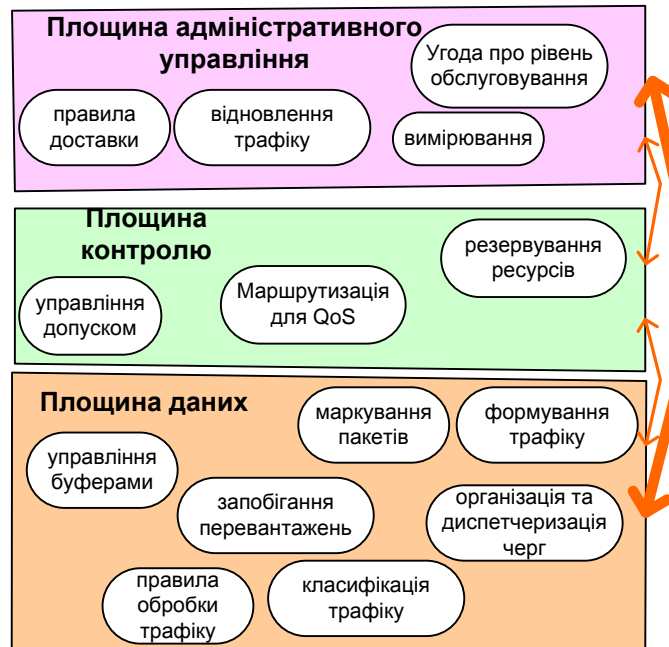 Площина адміністративного
управління
Угода про рівень
обслуговування
правила
доставки
відновлення
трафіку
вимірювання
Площина
контролю
резервування
ресурсів
управління
допуском
Маршрутизація
для QoS
Площина даних
маркування
пакетів
формування
трафіку
управління
буферами
запобігання
перевантажень
організація та
диспетчеризація
черг
правила
обробки
трафіку
класифікація
трафіку